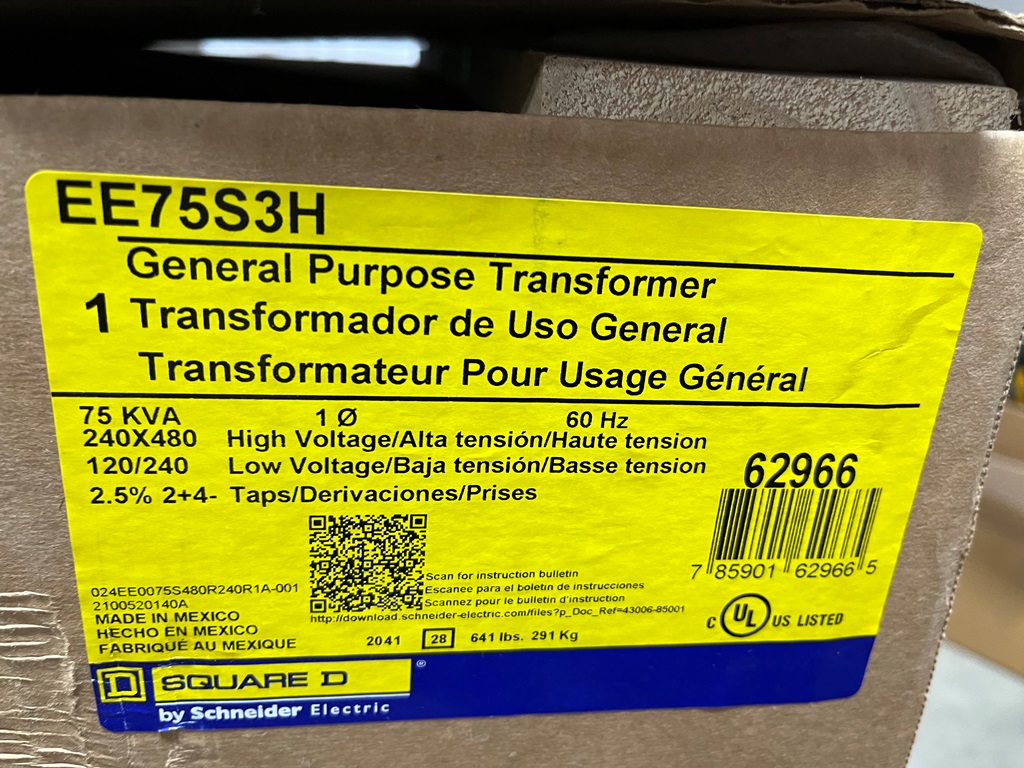 EE75S3H
General Purpose Transformer
1 Transformador de Uso General
Transformateur Pour Usage Général
75 KVA 1 Ø 60 Hz
240X480 High Voltage/Alta tensión/Haute tension
120/240 Low Voltage/Baja tensión/Basse tension
2.5% 2+4- Taps/Derivaciones/Prises
62966
7 85901 62966 5
Scan for instruction bulletin
Escanee para el boletin de instrucciones
Scannez pour le bulletin d'instruction
http://download.schneider-electric.com/files?p_Doc_Ref=43006-85001
024EE0075S480R240R1A-001
2100520140A
MADE IN MEXICO
HECHO EN MEXICO
FABRIQUÉ AU MEXIQUE
2041 28 641 lbs. 291 Kg
C UL US LISTED
D SQUARE D ®
by Schneider Electric